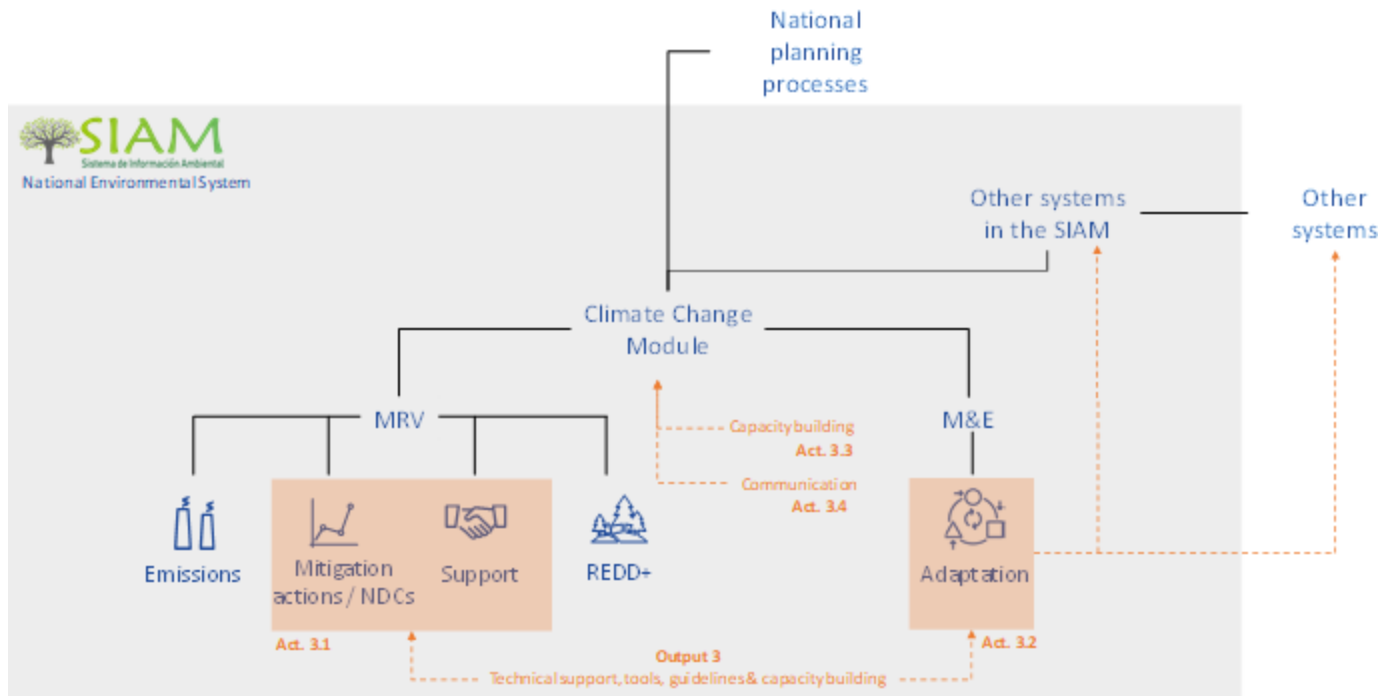 National
planning
processes
SIAM
Sistema de Información Ambiental
National Environmental System
Other systems
in the SIAM
Other
systems
Climate Change
Module
MRV
M&E
Capacity building
Act. 3.3
Communication
Act. 3.4
Emissions
Mitigation
actions / NDCs
Support
REDD+
Adaptation
Act. 3.1
Act. 3.2
Output 3
Technical support, tools, guidelines & capacity building